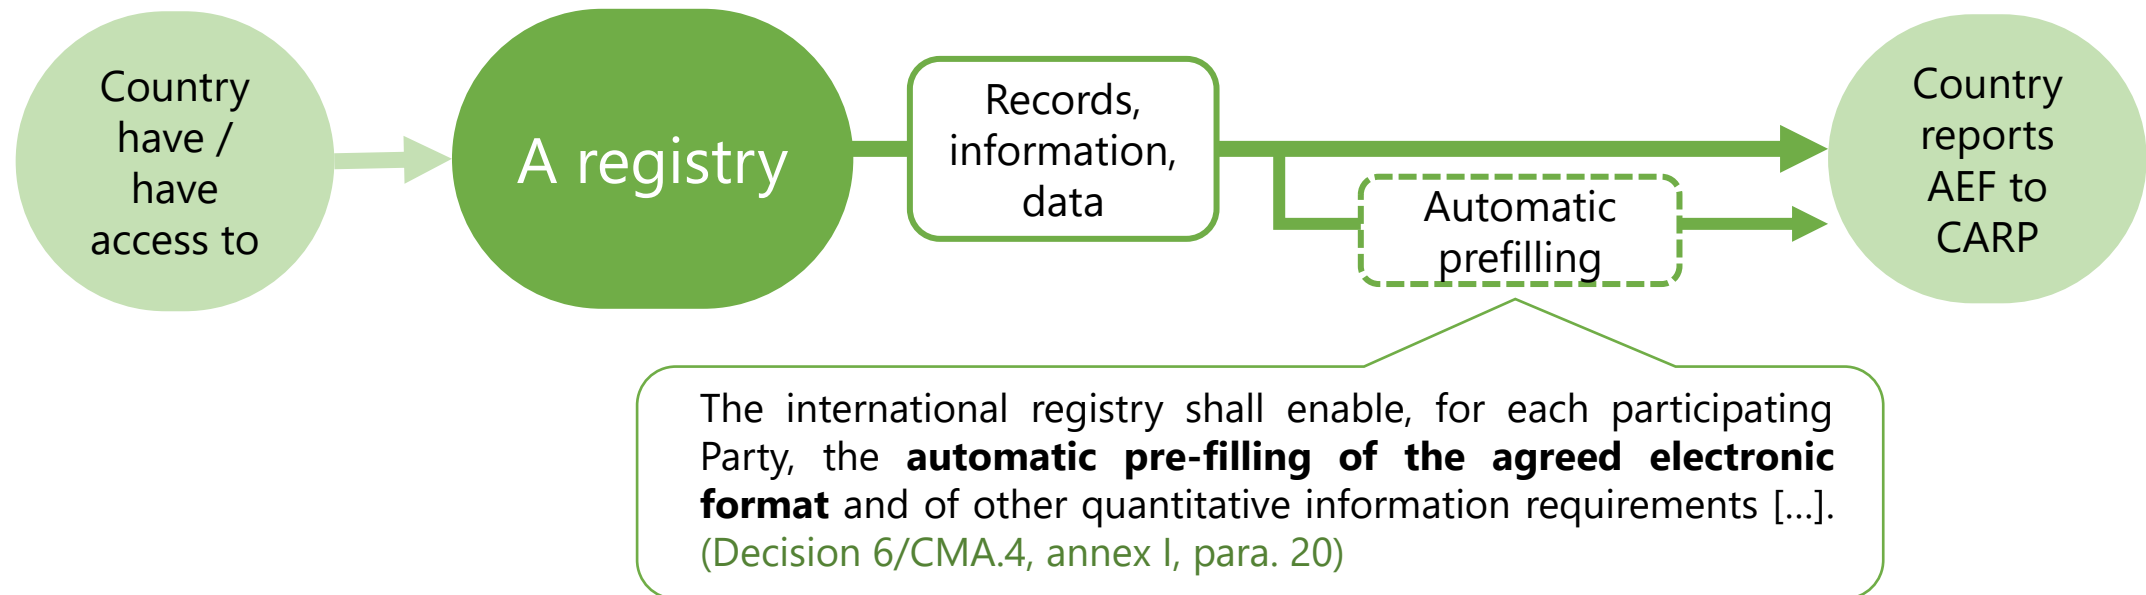 Country
have /
have
access to
A registry
Records,
information,
data
Automatic
prefilling
Country
reports
AEF to
CARP
The international registry shall enable, for each participating
Party, the automatic pre-filling of the agreed electronic
format and of other quantitative information requirements […].
(Decision 6/CMA.4, annex I, para. 20)